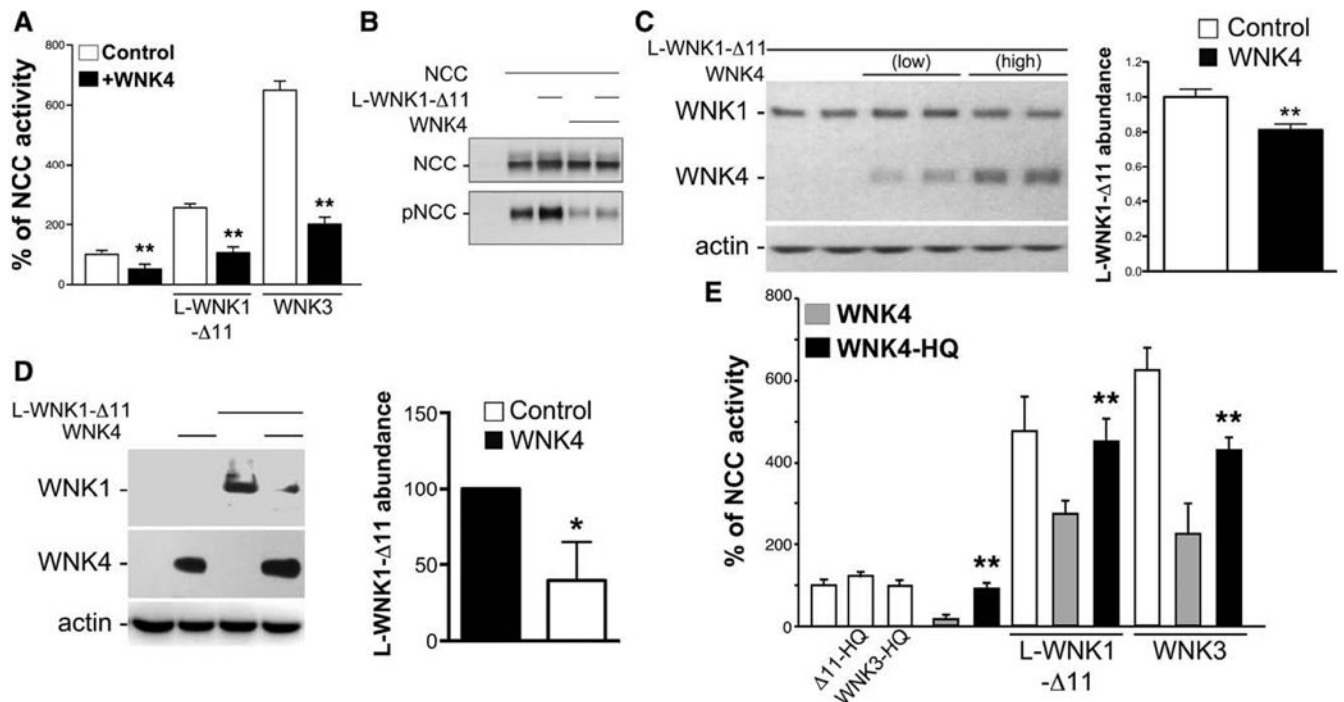 A
% of NCC activity
800
600
400
200
0
Control
+WNK4
**
**
**
L-WNK1
-Δ11
WNK3
B
NCC
L-WNK1-Δ11
WNK4
NCC
pNCC
C
L-WNK1-Δ11
WNK4
(low)
(high)
WNK1
WNK4
actin
Control
WNK4
L-WNK1-Δ11 abundance
1.4
1.2
1.0
0.8
0.6
0.4
0.2
0.0
**
D
L-WNK1-Δ11
WNK4
WNK1
WNK4
actin
Control
WNK4
L-WNK1-Δ11 abundance
150
100
50
0
*
E
% of NCC activity
800
600
400
200
0
WNK4
WNK4-HQ
**
**
**
Δ11-HQ
WNK3-HQ
L-WNK1
-Δ11
WNK3